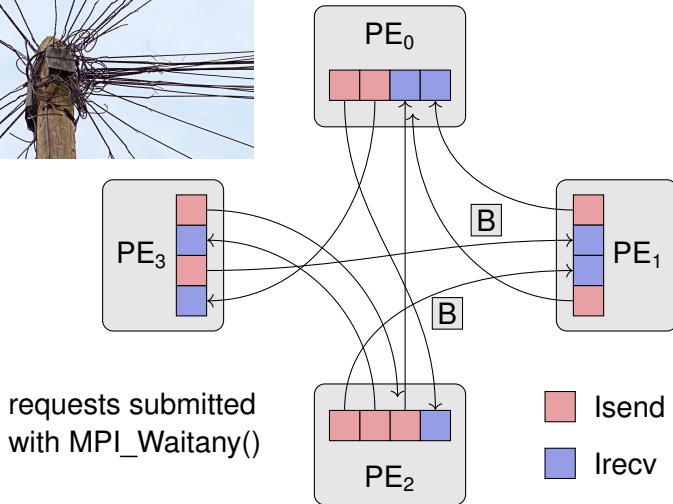 PE0
B
PE3
PE1
B
requests submitted
with MPI_Waitany()
Isend
Irecv
PE2